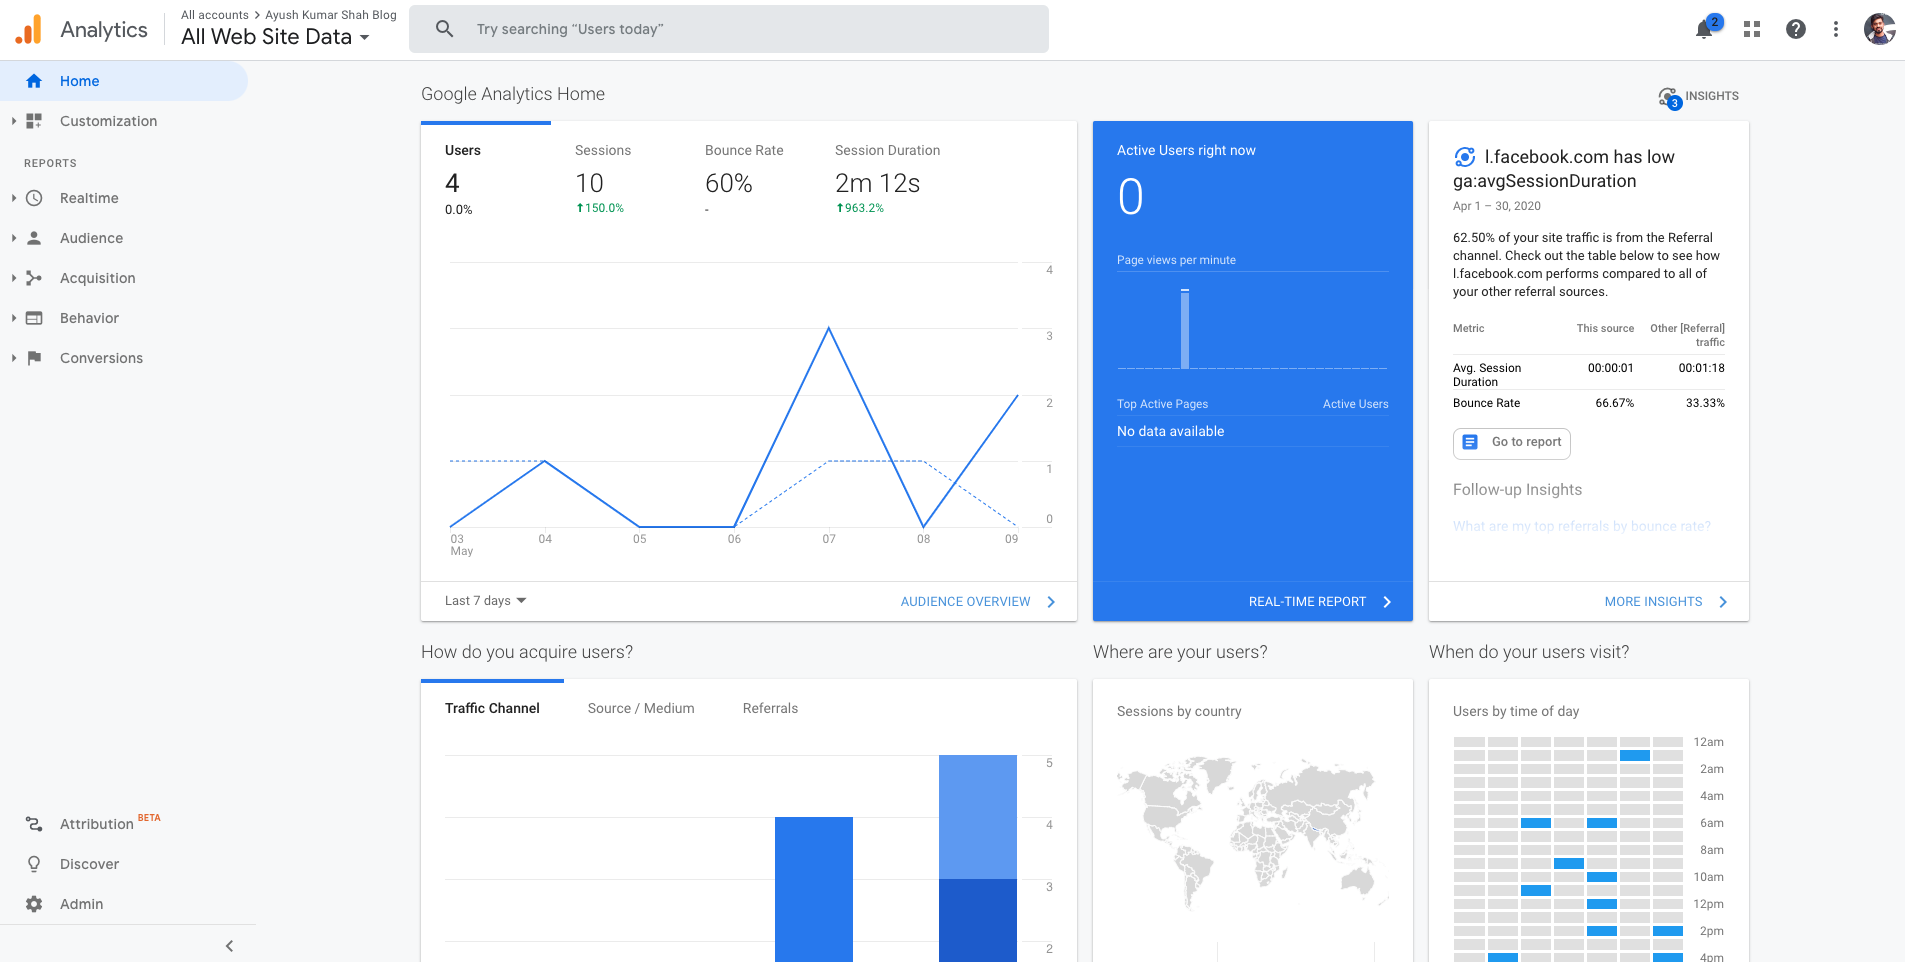 Analytics
All accounts > Ayush Kumar Shah Blog
All Web Site Data
Try searching “Users today”
2
Home
Customization
REPORTS
Realtime
Audience
Acquisition
Behavior
Conversions
Attribution BETA
Discover
Admin
Google Analytics Home
3
INSIGHTS
Users
4
0.0%
Sessions
10
150.0%
Bounce Rate
60%
-
Session Duration
2m 12s
963.2%
4
3
2
1
0
03
May
04
05
06
07
08
09
Last 7 days
AUDIENCE OVERVIEW
Active Users right now
0
Page views per minute
Top Active Pages Active Users
No data available
REAL-TIME REPORT
l.facebook.com has low
ga:avgSessionDuration
Apr 1 – 30, 2020
62.50% of your site traffic is from the Referral
channel. Check out the table below to see how
l.facebook.com performs compared to all of
your other referral sources.
Metric This source Other [Referral]
traffic
Avg. Session 00:00:01 00:01:18
Duration
Bounce Rate 66.67% 33.33%
Go to report
Follow-up Insights
What are my top referrals by bounce rate?
MORE INSIGHTS
How do you acquire users?
Traffic Channel Source / Medium Referrals
5
4
3
2
Where are your users?
Sessions by country
When do your users visit?
Users by time of day
12am
2am
4am
6am
8am
10am
12pm
2pm
4pm